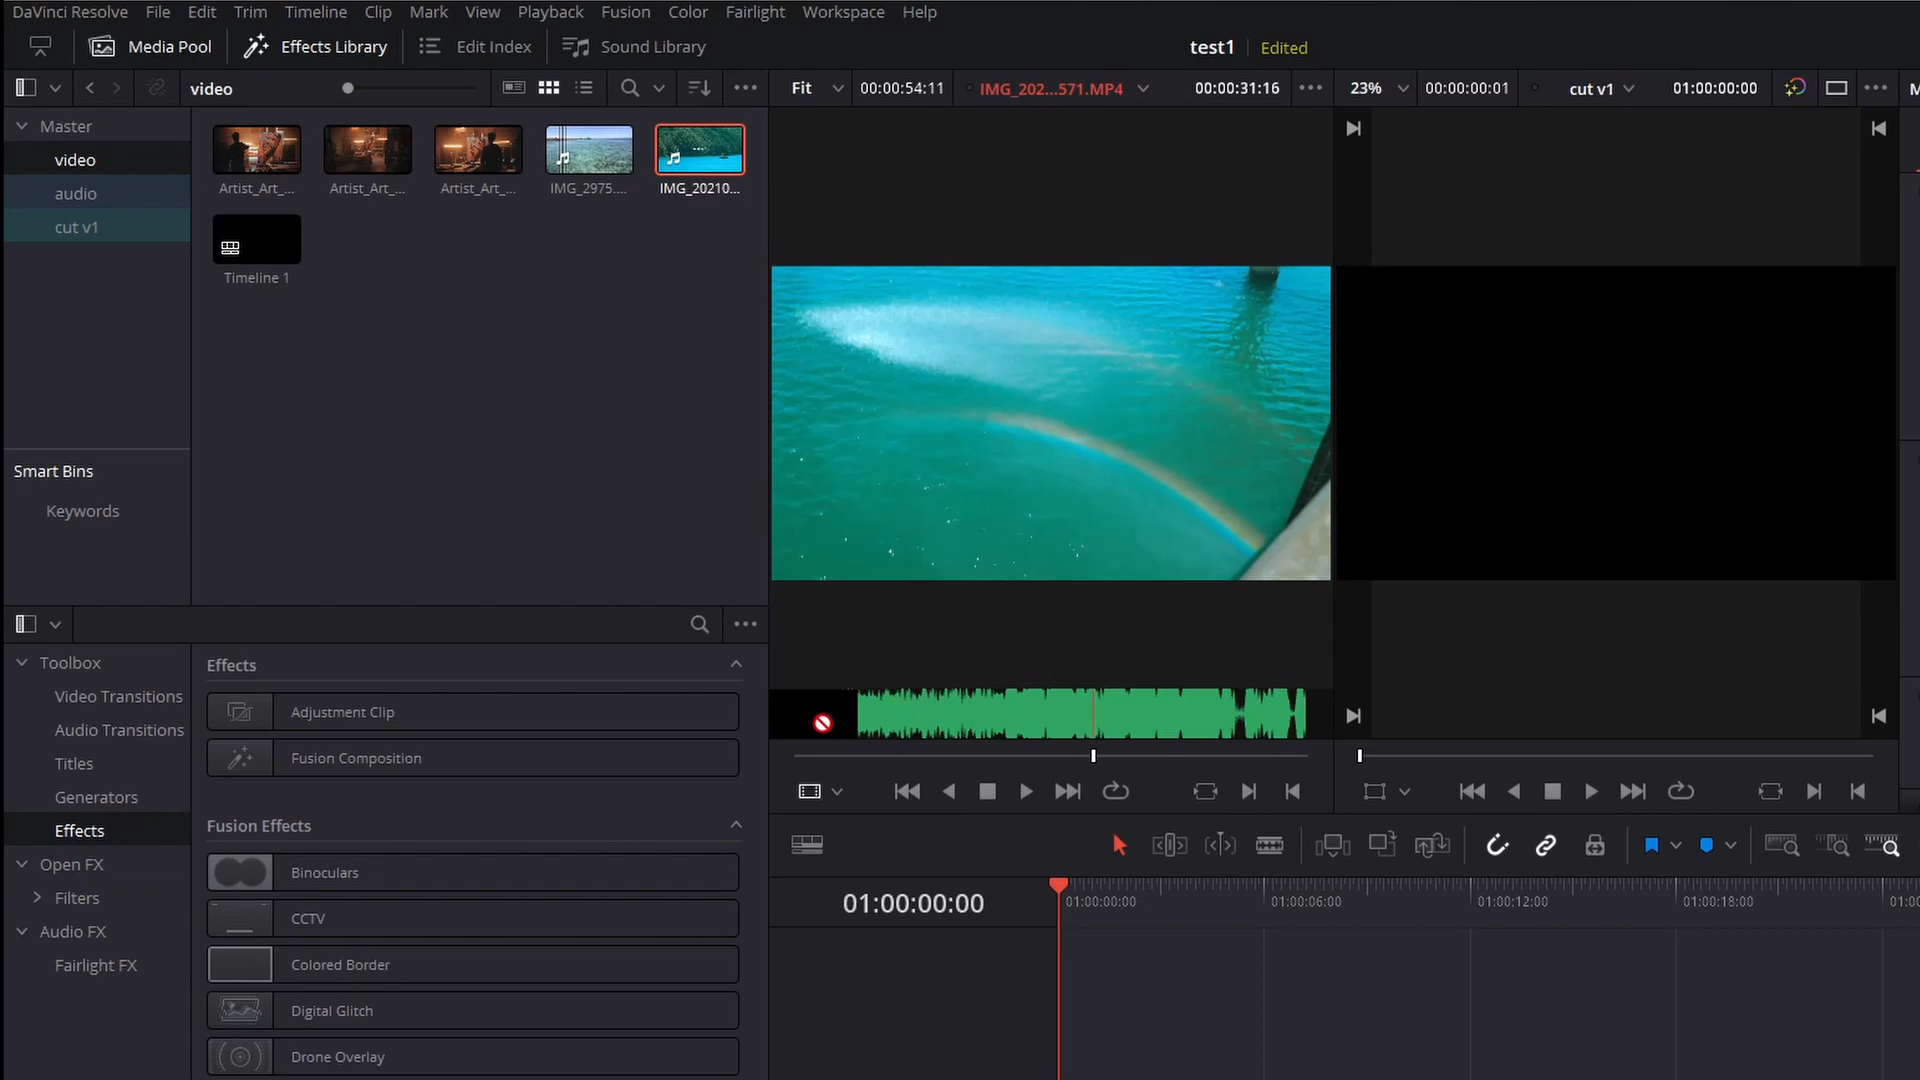 DaVinci Resolve File Edit Trim Timeline Clip Mark View Playback Fusion Color Fairlight Workspace Help
Media Pool Effects Library Edit Index Sound Library test1 Edited
video Fit 00:00:54:11 IMG_202...571.MP4 00:00:31:16 23% 00:00:00:01 cut v1 01:00:00:00 M
Master
video
audio
cut v1
Artist_Art_... Artist_Art_... Artist_Art_... IMG_2975.... IMG_20210...
Timeline 1
Smart Bins
Keywords
Toolbox
Video Transitions
Audio Transitions
Titles
Generators
Effects
Open FX
Filters
Audio FX
Fairlight FX
Effects
Adjustment Clip
Fusion Composition
Fusion Effects
Binoculars
CCTV
Colored Border
Digital Glitch
Drone Overlay
01:00:00:00
01:00:00:00 01:00:06:00 01:00:12:00 01:00:18:00 01:00